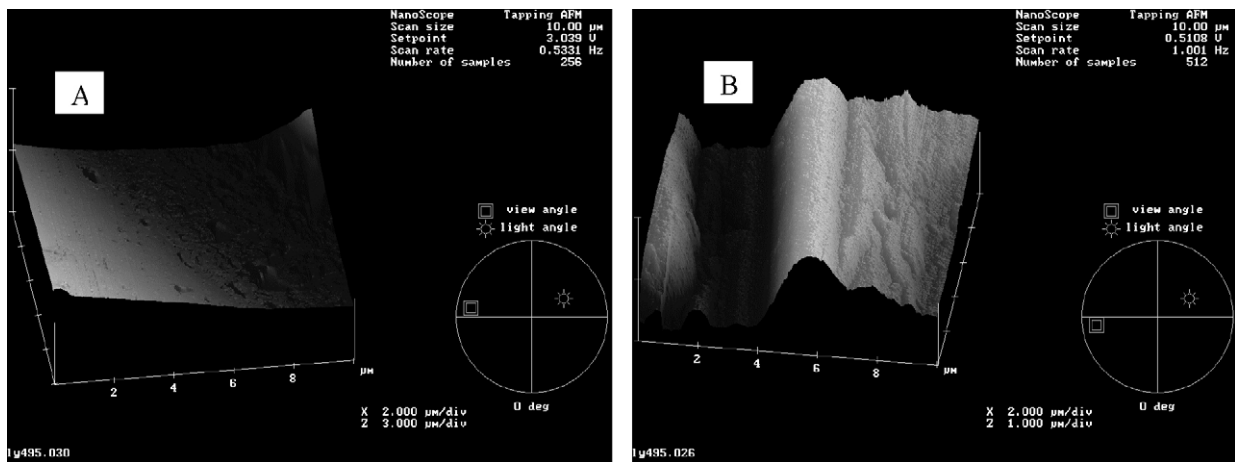 NanoScope Tapping AFM
Scan size 10.00 µm
Setpoint 3.039 V
Scan rate 0.5331 Hz
Number of samples 256
A
view angle
light angle
2 4 6 8 µm
0 deg
X 2.000 µm/div
Z 3.000 µm/div
ly495.030
NanoScope Tapping AFM
Scan size 10.00 µm
Setpoint 0.5108 V
Scan rate 1.001 Hz
Number of samples 512
B
view angle
light angle
2 4 6 8 µm
0 deg
X 2.000 µm/div
Z 1.000 µm/div
ly495.026